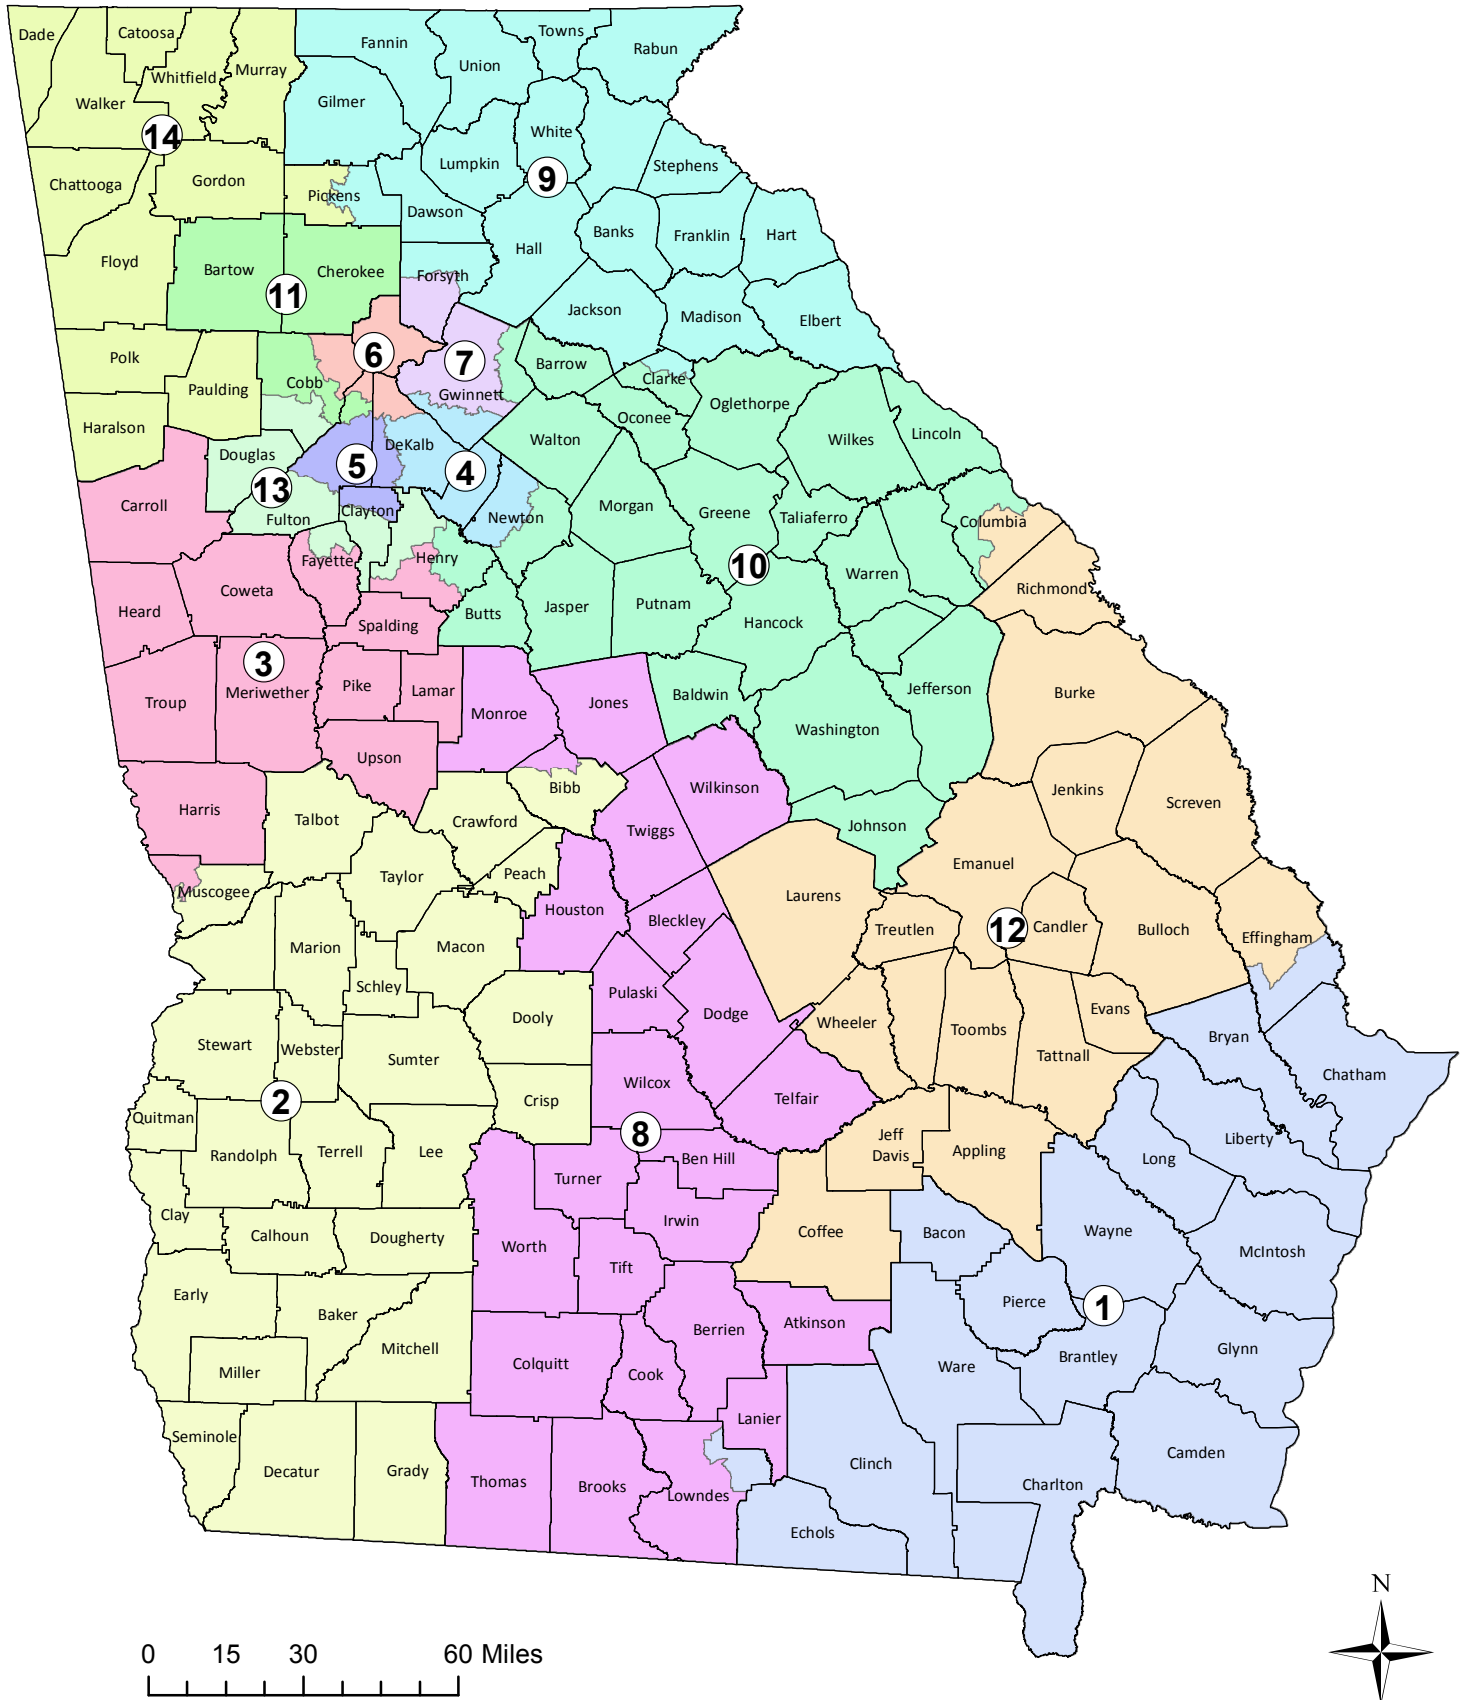 Dade
Catoosa
Whitfield
Murray
Walker
Fannin
Union
Towns
Rabun
Gilmer
White
Lumpkin
Stephens
14
9
Chattooga
Gordon
Pickens
Dawson
Hall
Banks
Franklin
Hart
Floyd
Bartow
Cherokee
Forsyth
11
Jackson
Madison
Elbert
Polk
Paulding
Haralson
Cobb
6
7
Gwinnett
Barrow
Clarke
Oconee
Oglethorpe
Wilkes
Lincoln
Walton
DeKalb
Douglas
5
4
13
Carroll
Fulton
Clayton
Newton
Morgan
Greene
Taliaferro
Columbia
Fayette
Henry
10
Warren
Richmond
Heard
Coweta
Spalding
Butts
Jasper
Putnam
Hancock
3
Troup
Meriwether
Pike
Lamar
Monroe
Jones
Baldwin
Washington
Jefferson
Burke
Upson
Harris
Talbot
Crawford
Bibb
Twiggs
Wilkinson
Johnson
Jenkins
Screven
Emanuel
Muscogee
Taylor
Peach
Houston
Bleckley
Laurens
Treutlen
12
Candler
Bulloch
Effingham
Marion
Macon
Schley
Dooly
Pulaski
Dodge
Wheeler
Toombs
Evans
Tattnall
Stewart
Webster
Sumter
Bryan
Chatham
2
Quitman
Crisp
Wilcox
Telfair
8
Randolph
Terrell
Lee
Turner
Ben Hill
Jeff
Davis
Appling
Long
Liberty
Clay
Calhoun
Dougherty
Worth
Irwin
Tift
Coffee
Bacon
Wayne
McIntosh
Early
Baker
Mitchell
Miller
Colquitt
Cook
Berrien
Atkinson
Pierce
1
Ware
Brantley
Glynn
Lanier
Seminole
Decatur
Grady
Thomas
Brooks
Lowndes
Clinch
Echols
Charlton
Camden
N
0 15 30 60 Miles